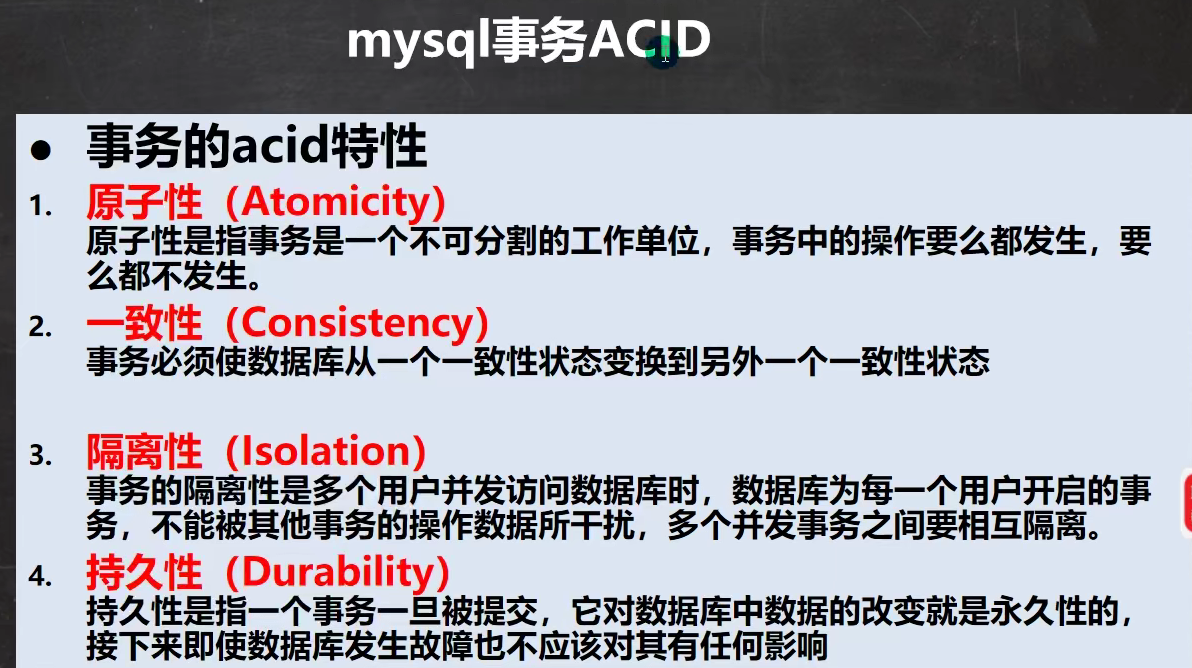 mysql事务ACID
● 事务的acid特性
1. 原子性（Atomicity）
原子性是指事务是一个不可分割的工作单位，事务中的操作要么都发生，要
么都不发生。
2. 一致性（Consistency）
事务必须使数据库从一个一致性状态变换到另外一个一致性状态
3. 隔离性（Isolation）
事务的隔离性是多个用户并发访问数据库时，数据库为每一个用户开启的事
务，不能被其他事务的操作数据所干扰，多个并发事务之间要相互隔离。
4. 持久性（Durability）
持久性是指一个事务一旦被提交，它对数据库中数据的改变就是永久性的，
接下来即使数据库发生故障也不应该对其有任何影响